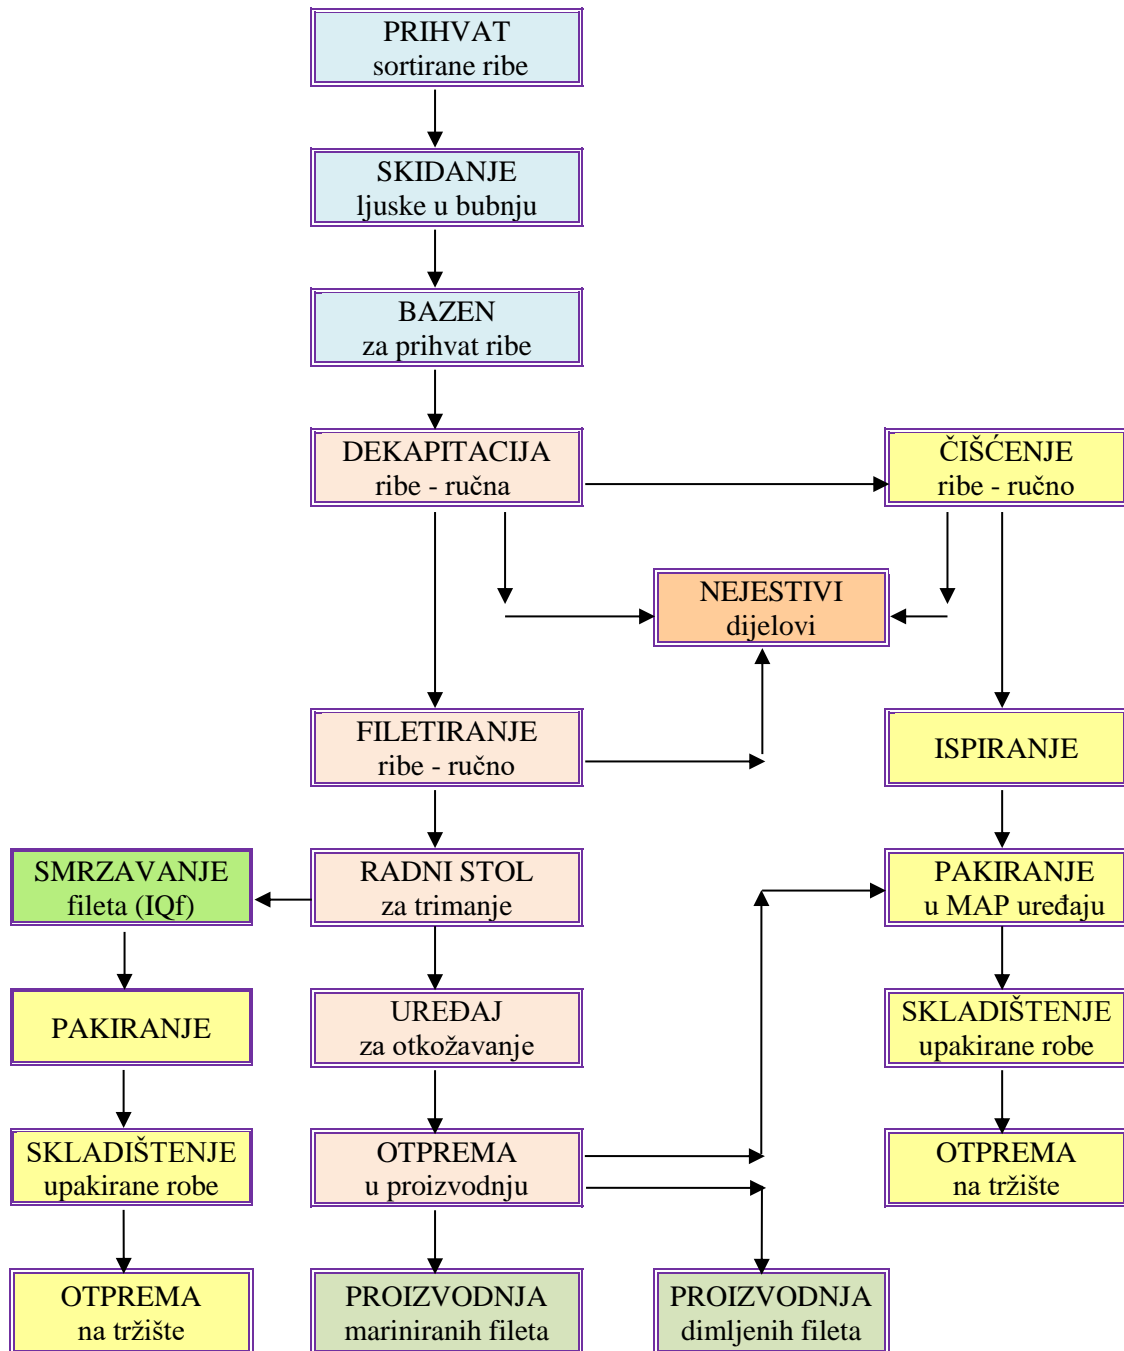 PRIHVAT
sortirane ribe
SKIDANJE
ljuske u bubnju
BAZEN
za prihvat ribe
DEKAPITACIJA
ribe - ručna
ČIŠĆENJE
ribe - ručno
NEJESTIVI
dijelovi
FILETIRANJE
ribe - ručno
ISPIRANJE
SMRZAVANJE
fileta (IQf)
RADNI STOL
za trimanje
PAKIRANJE
u MAP uređaju
PAKIRANJE
UREĐAJ
za otkožavanje
SKLADIŠTENJE
upakirane robe
SKLADIŠTENJE
upakirane robe
OTPREMA
u proizvodnju
OTPREMA
na tržište
OTPREMA
na tržište
PROIZVODNJA
mariniranih fileta
PROIZVODNJA
dimljenih fileta